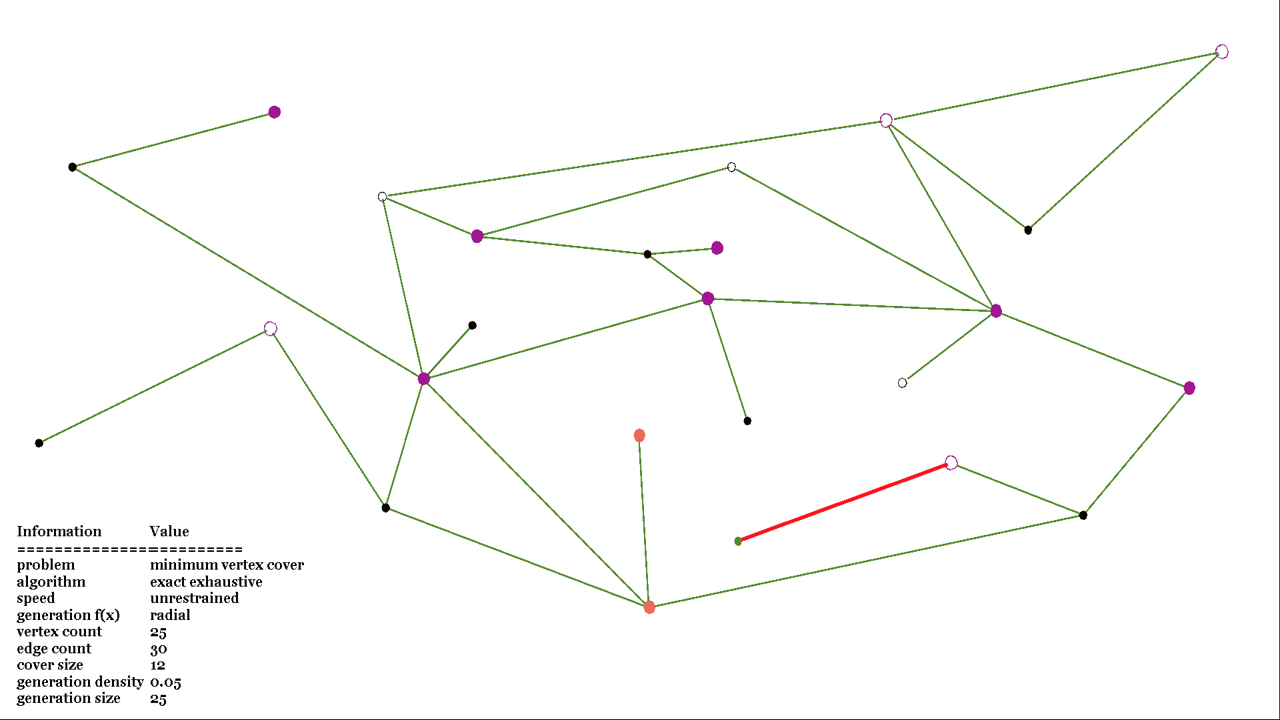 Information Value
========================
problem minimum vertex cover
algorithm exact exhaustive
speed unrestrained
generation f(x) radial
vertex count 25
edge count 30
cover size 12
generation density 0.05
generation size 25